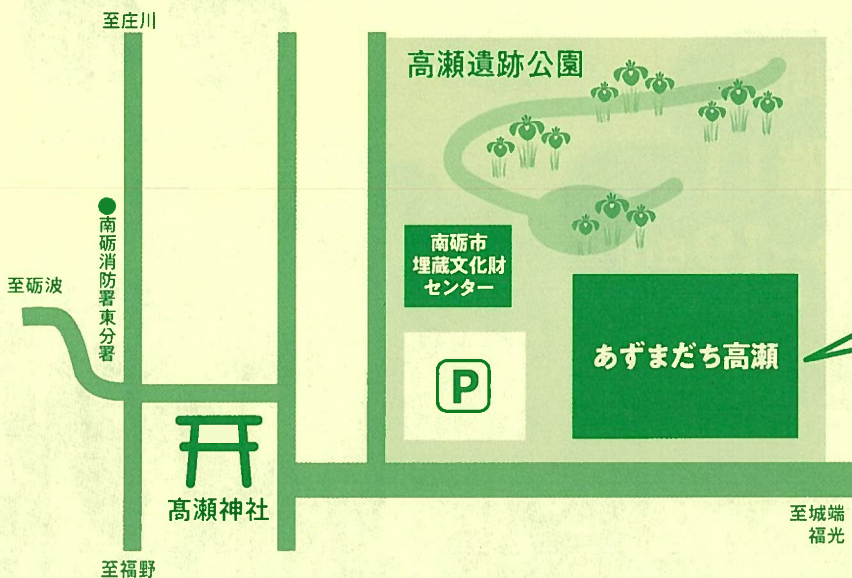 至庄川
高瀬遺跡公園
南砺消防署東分署
南砺市
埋蔵文化財
センター
至砺波
あずまだち高瀬
P
髙瀬神社
至城端
福光
至福野